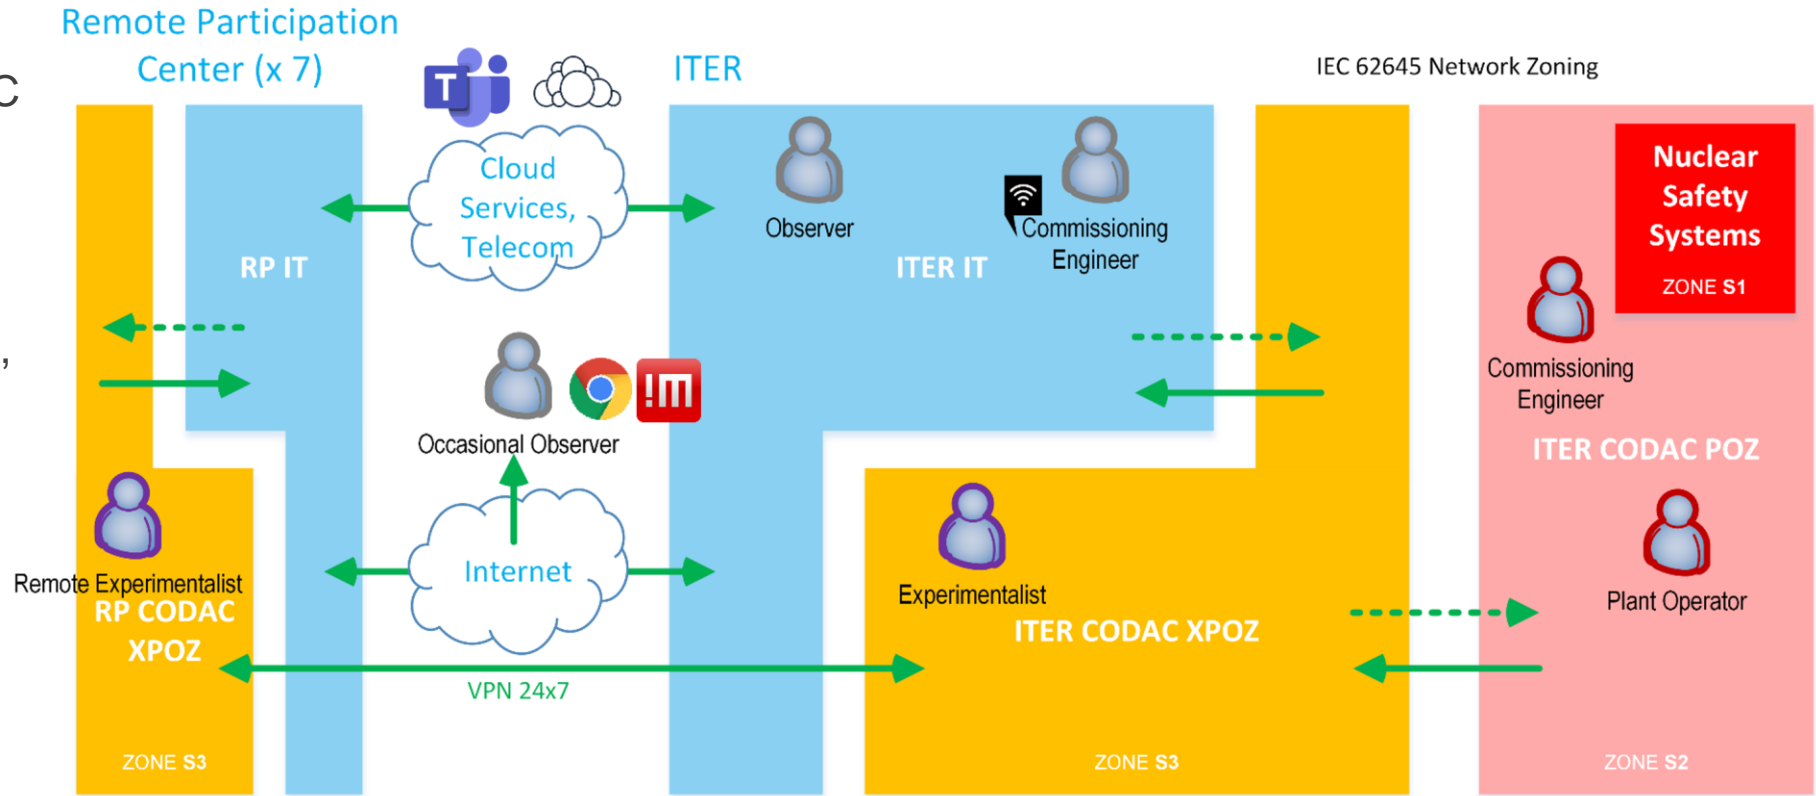 Remote Participation
Center (x 7)
C
,
T
ITER
IEC 62645 Network Zoning
Cloud
Services,
Telecom
RP IT
Observer
Commissioning
Engineer
ITER IT
Nuclear
Safety
Systems
ZONE S1
Commissioning
Engineer
ITER CODAC POZ
!m
Occasional Observer
Internet
Remote Experimentalist
RP CODAC
XPOZ
Experimentalist
ITER CODAC XPOZ
Plant Operator
VPN 24x7
ZONE S3
ZONE S3
ZONE S2